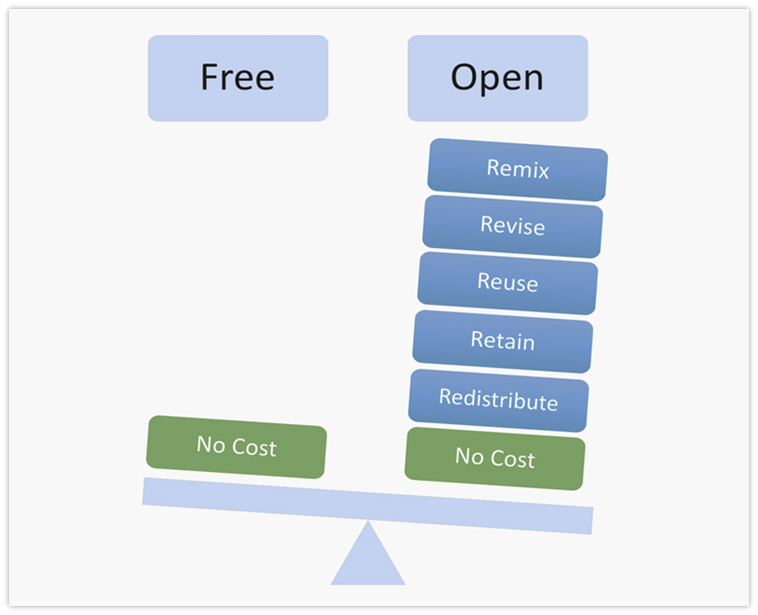 Free
Open
Remix
Revise
Reuse
Retain
Redistribute
No Cost
No Cost